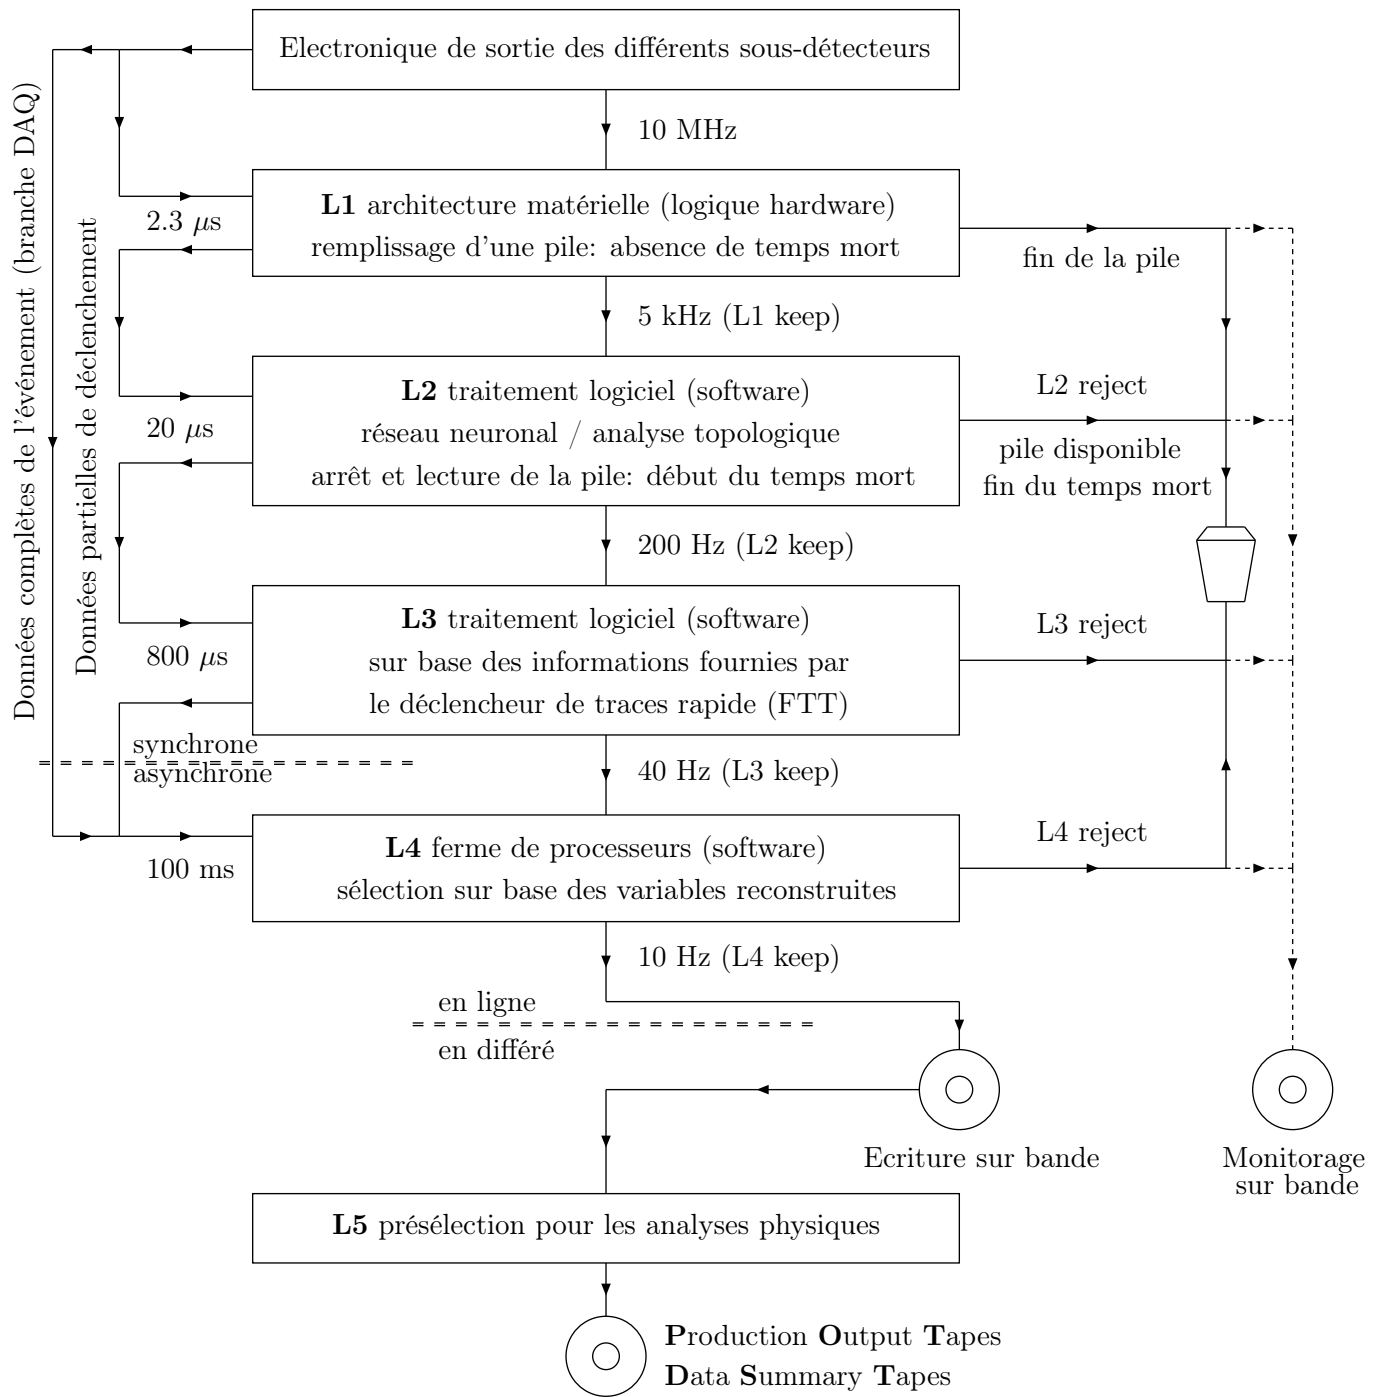 Electronique de sortie des différents sous-détecteurs
10 MHz
L1 architecture matérielle (logique hardware)
remplissage d'une pile: absence de temps mort
2.3 μs
fin de la pile
5 kHz (L1 keep)
L2 traitement logiciel (software)
réseau neuronal / analyse topologique
arrêt et lecture de la pile: début du temps mort
20 μs
L2 reject
pile disponible
fin du temps mort
200 Hz (L2 keep)
L3 traitement logiciel (software)
sur base des informations fournies par
le déclencheur de traces rapide (FTT)
800 μs
L3 reject
synchrone
asynchrone
40 Hz (L3 keep)
L4 ferme de processeurs (software)
sélection sur base des variables reconstruites
100 ms
L4 reject
10 Hz (L4 keep)
en ligne
en différé
Ecriture sur bande
Monitorage
sur bande
L5 présélection pour les analyses physiques
Production Output Tapes
Data Summary Tapes
Données complètes de l'événement (branche DAQ)
Données partielles de déclenchement